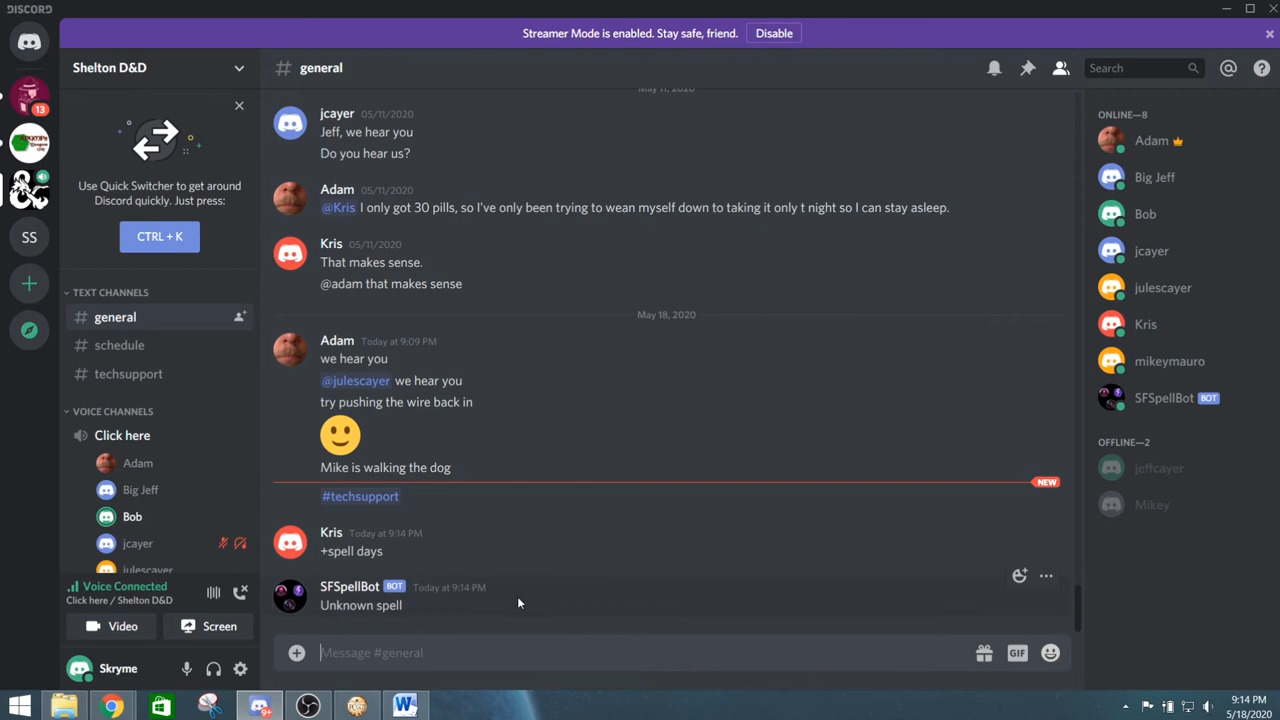 DISCORD
Streamer Mode is enabled. Stay safe, friend.
Disable
Shelton D&D
general
Search
13
Use Quick Switcher to get around
Discord quickly. Just press:
CTRL + K
SS
TEXT CHANNELS
general
schedule
techsupport
VOICE CHANNELS
Click here
Adam
Big Jeff
Bob
jcayer
julescayer
Voice Connected
Click here / Shelton D&D
Video
Screen
Skryme
May 11, 2020
jcayer 05/11/2020
Jeff, we hear you
Do you hear us?
Adam 05/11/2020
@Kris I only got 30 pills, so I've only been trying to wean myself down to taking it only t night so I can stay asleep.
Kris 05/11/2020
That makes sense.
@adam that makes sense
May 18, 2020
Adam Today at 9:09 PM
we hear you
@julescayer we hear you
try pushing the wire back in
Mike is walking the dog
NEW
#techsupport
Kris Today at 9:14 PM
+spell days
SFSpellBot BOT Today at 9:14 PM
Unknown spell
Message #general
GIF
ONLINE—8
Adam
Big Jeff
Bob
jcayer
julescayer
Kris
mikeymauro
SFSpellBot BOT
OFFLINE—2
jeffcayer
Mikey
9+
9:14 PM
5/18/2020